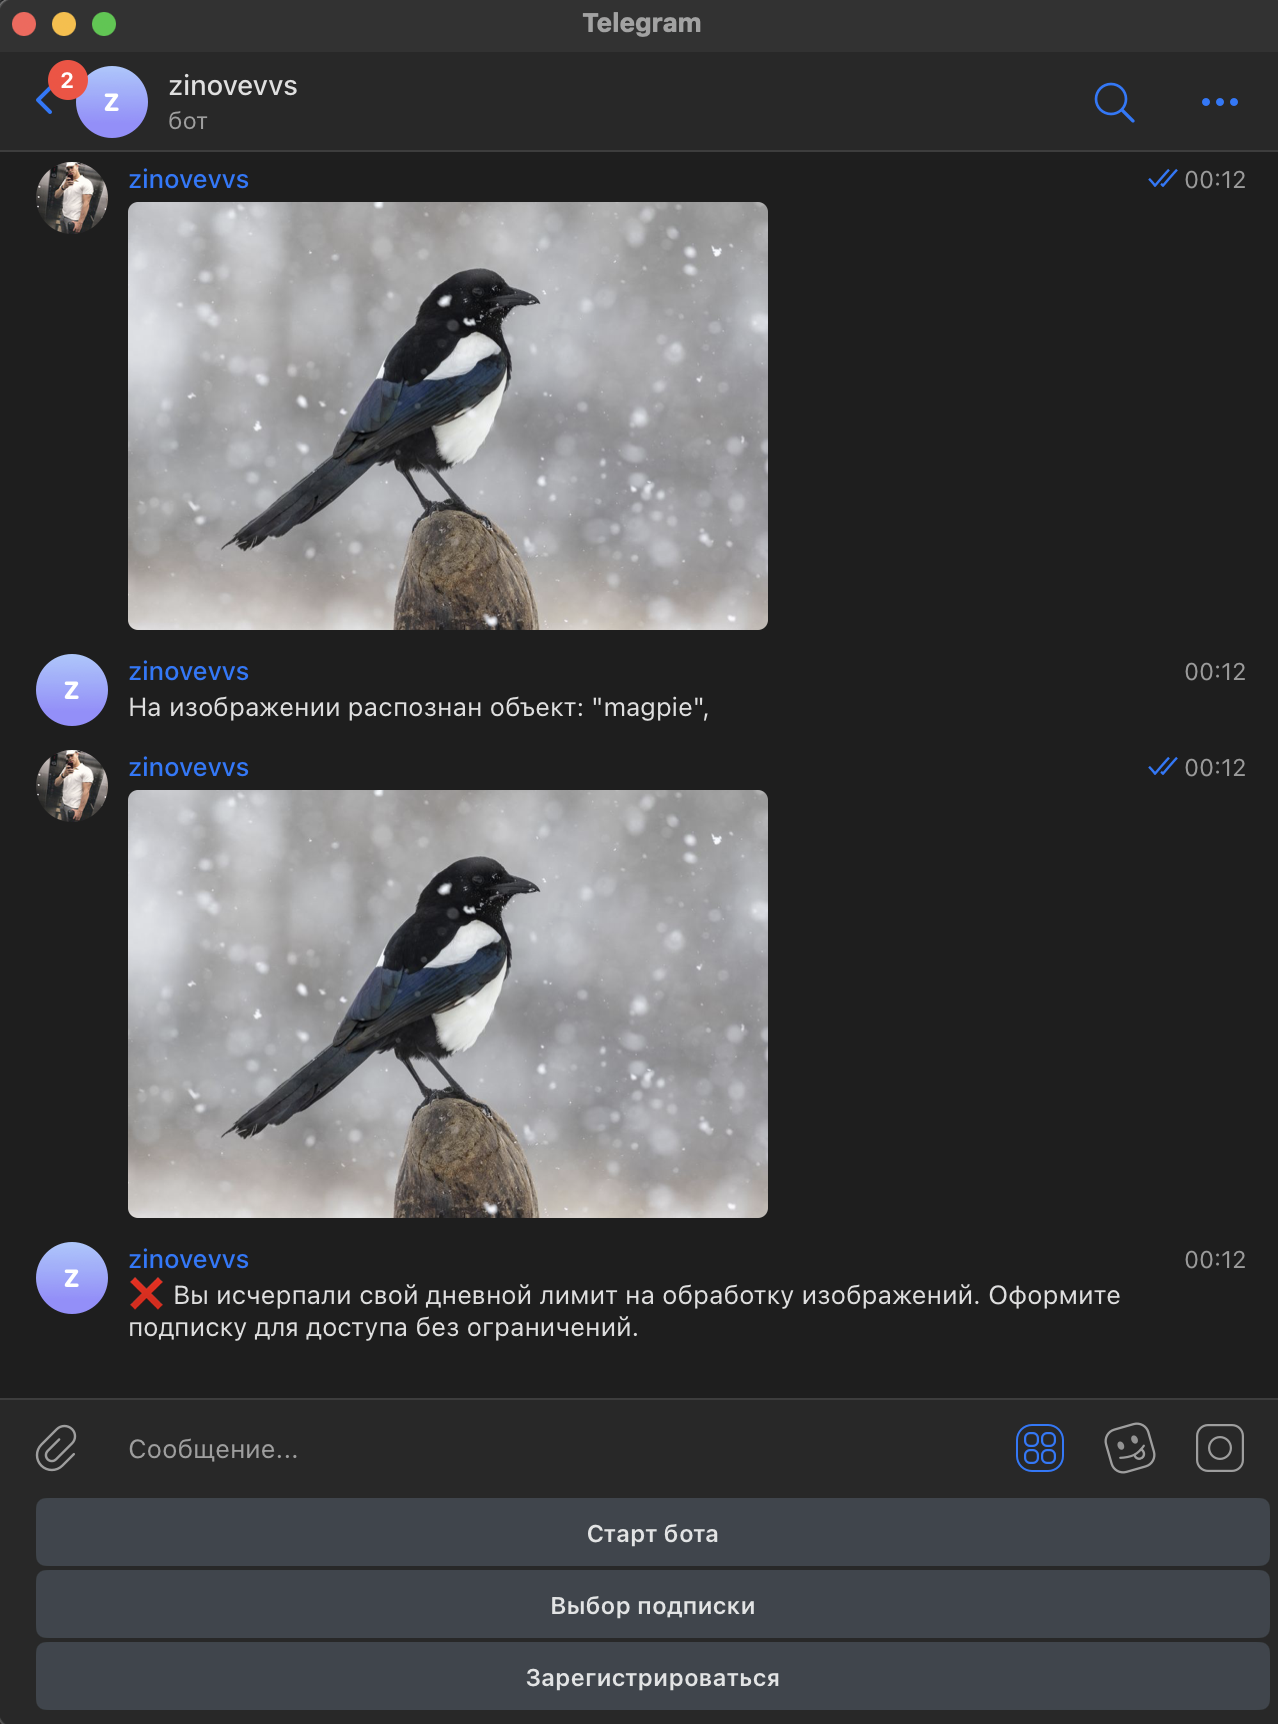 Telegram
2
z
zinovevvs
бот
zinovevvs
00:12
z
zinovevvs
00:12
На изображении распознан объект: "magpie",
zinovevvs
00:12
z
zinovevvs
00:12
❌ Вы исчерпали свой дневной лимит на обработку изображений. Оформите
подписку для доступа без ограничений.
Сообщение...
Старт бота
Выбор подписки
Зарегистрироваться